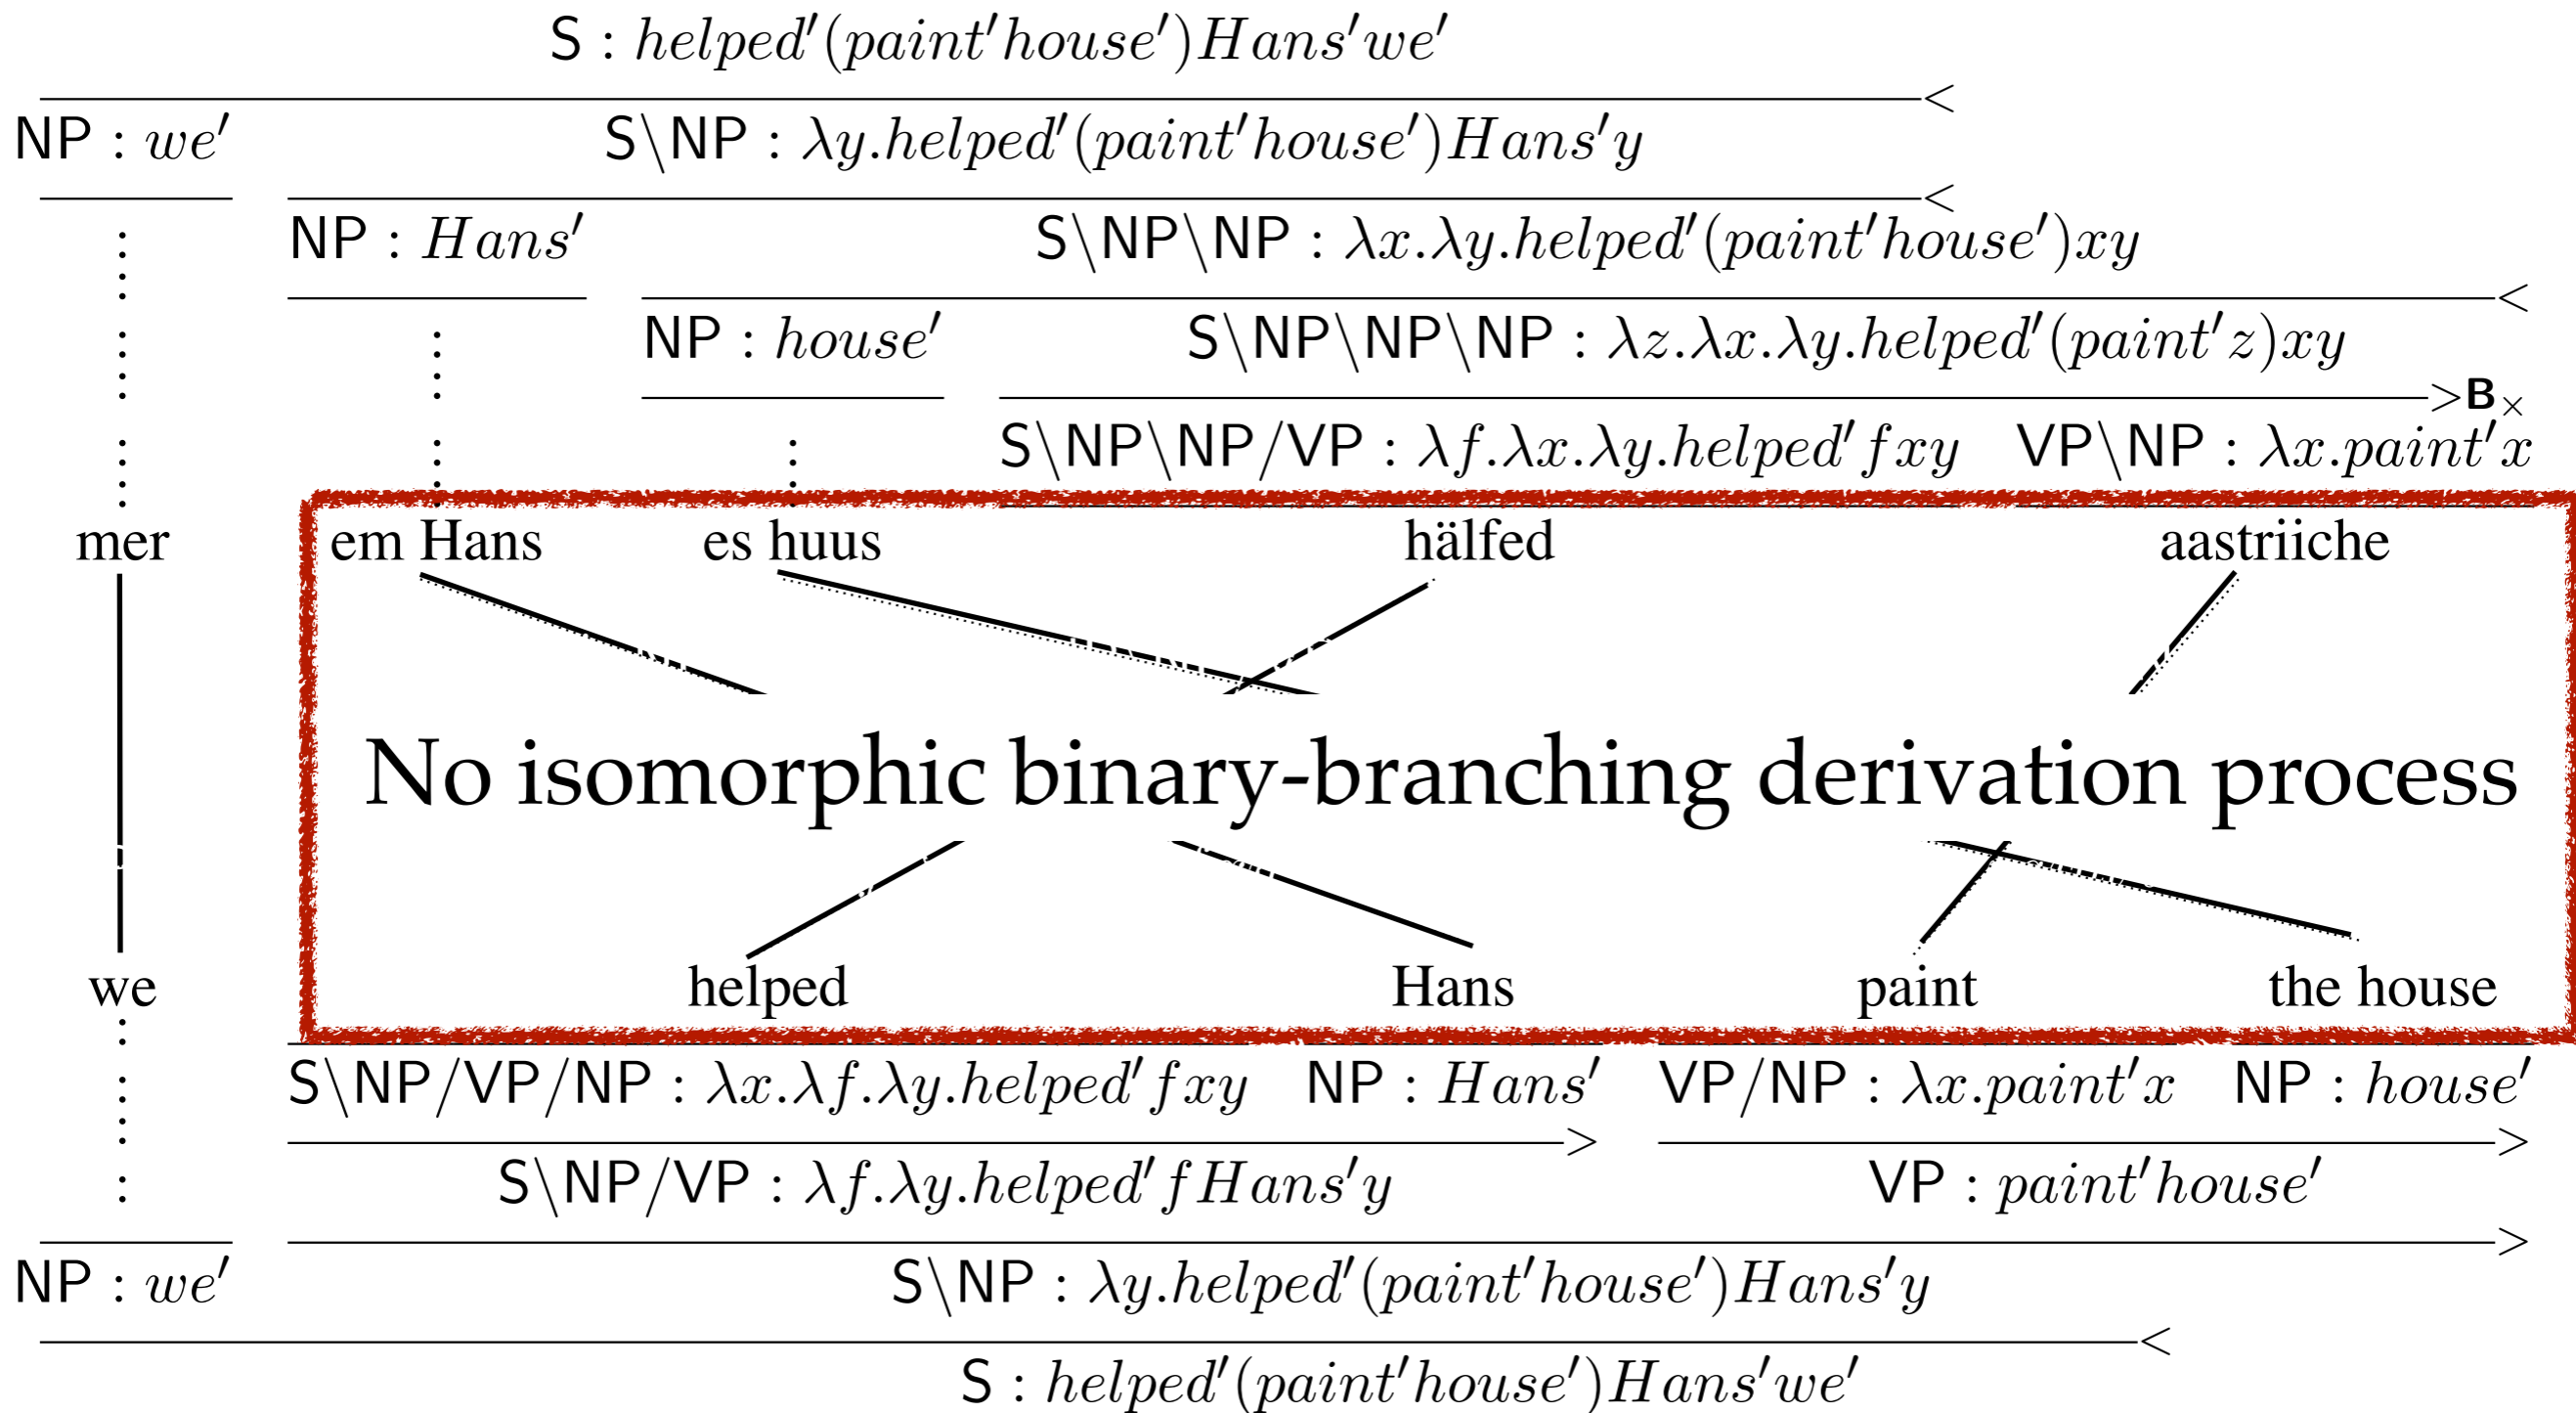 S : helped′(paint′house′)Hans′we′
<
NP : we′ S\NP : λy.helped′(paint′house′)Hans′y
<
NP : Hans′ S\NP\NP : λx.λy.helped′(paint′house′)xy
<
NP : house′ S\NP\NP\NP : λz.λx.λy.helped′(paint′z)xy
>B×
S\NP\NP/VP : λf.λx.λy.helped′fxy VP\NP : λx.paint′x
mer em Hans es huus hälfed aastriiche
No isomorphic binary-branching derivation process
we helped Hans paint the house
S\NP/VP/NP : λx.λf.λy.helped′fxy NP : Hans′ VP/NP : λx.paint′x NP : house′
> >
S\NP/VP : λf.λy.helped′fHans′y VP : paint′house′
>
NP : we′ S\NP : λy.helped′(paint′house′)Hans′y
<
S : helped′(paint′house′)Hans′we′